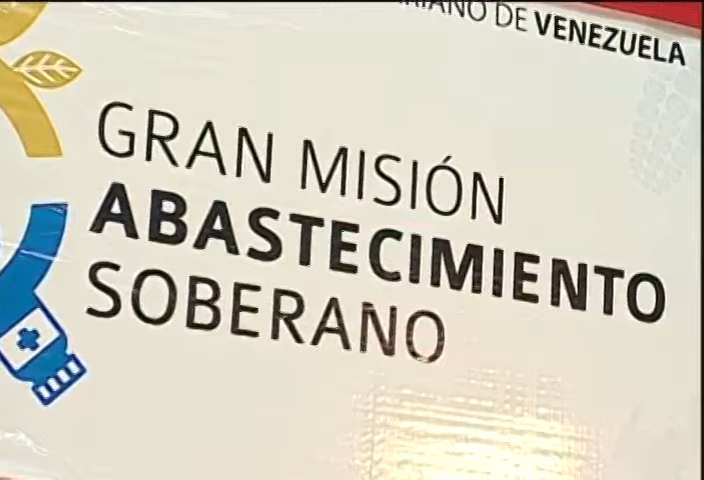 DE VENEZUELA
GRAN MISIÓN
ABASTECIMIENTO
SOBERANO